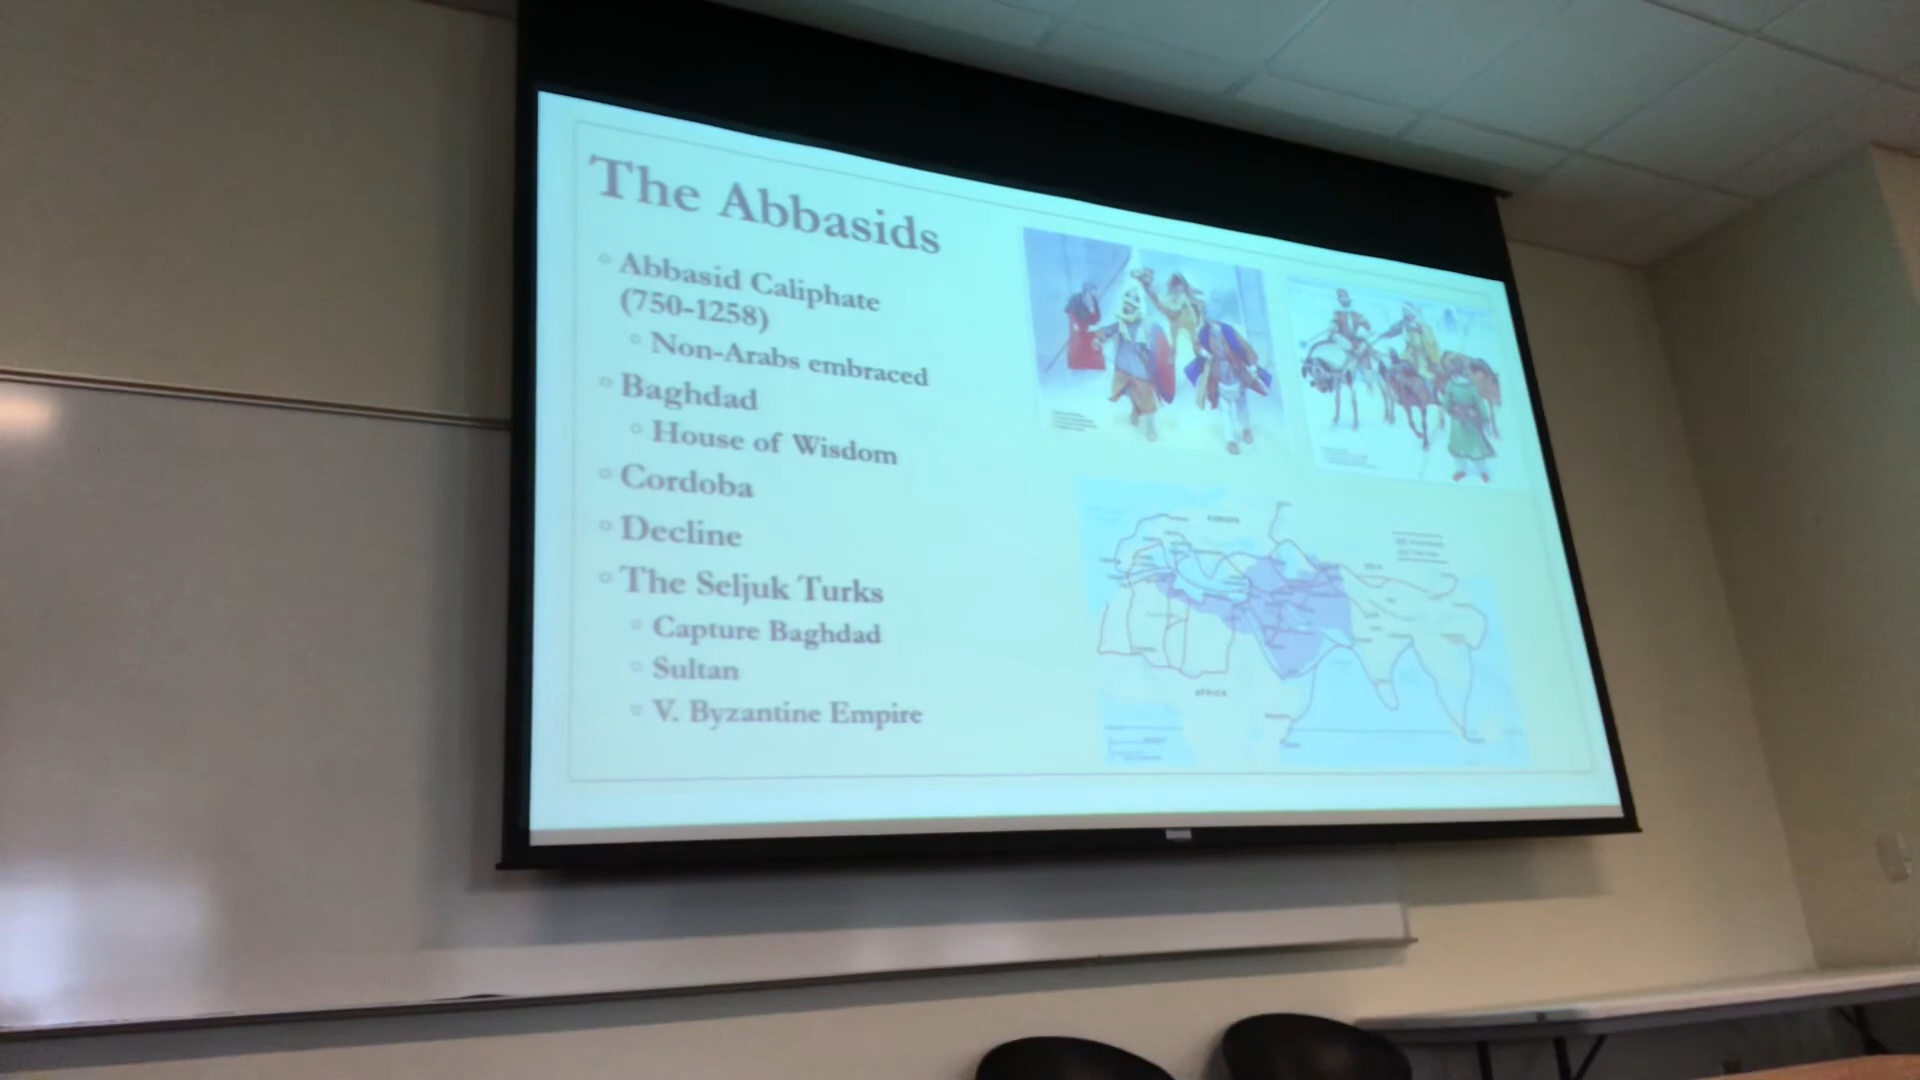 The Abbasids
Abbasid Caliphate
(750-1258)
Non-Arabs embraced
Baghdad
House of Wisdom
Cordoba
Decline
The Seljuk Turks
Capture Baghdad
Sultan
V. Byzantine Empire
EUROPE
AFRICA